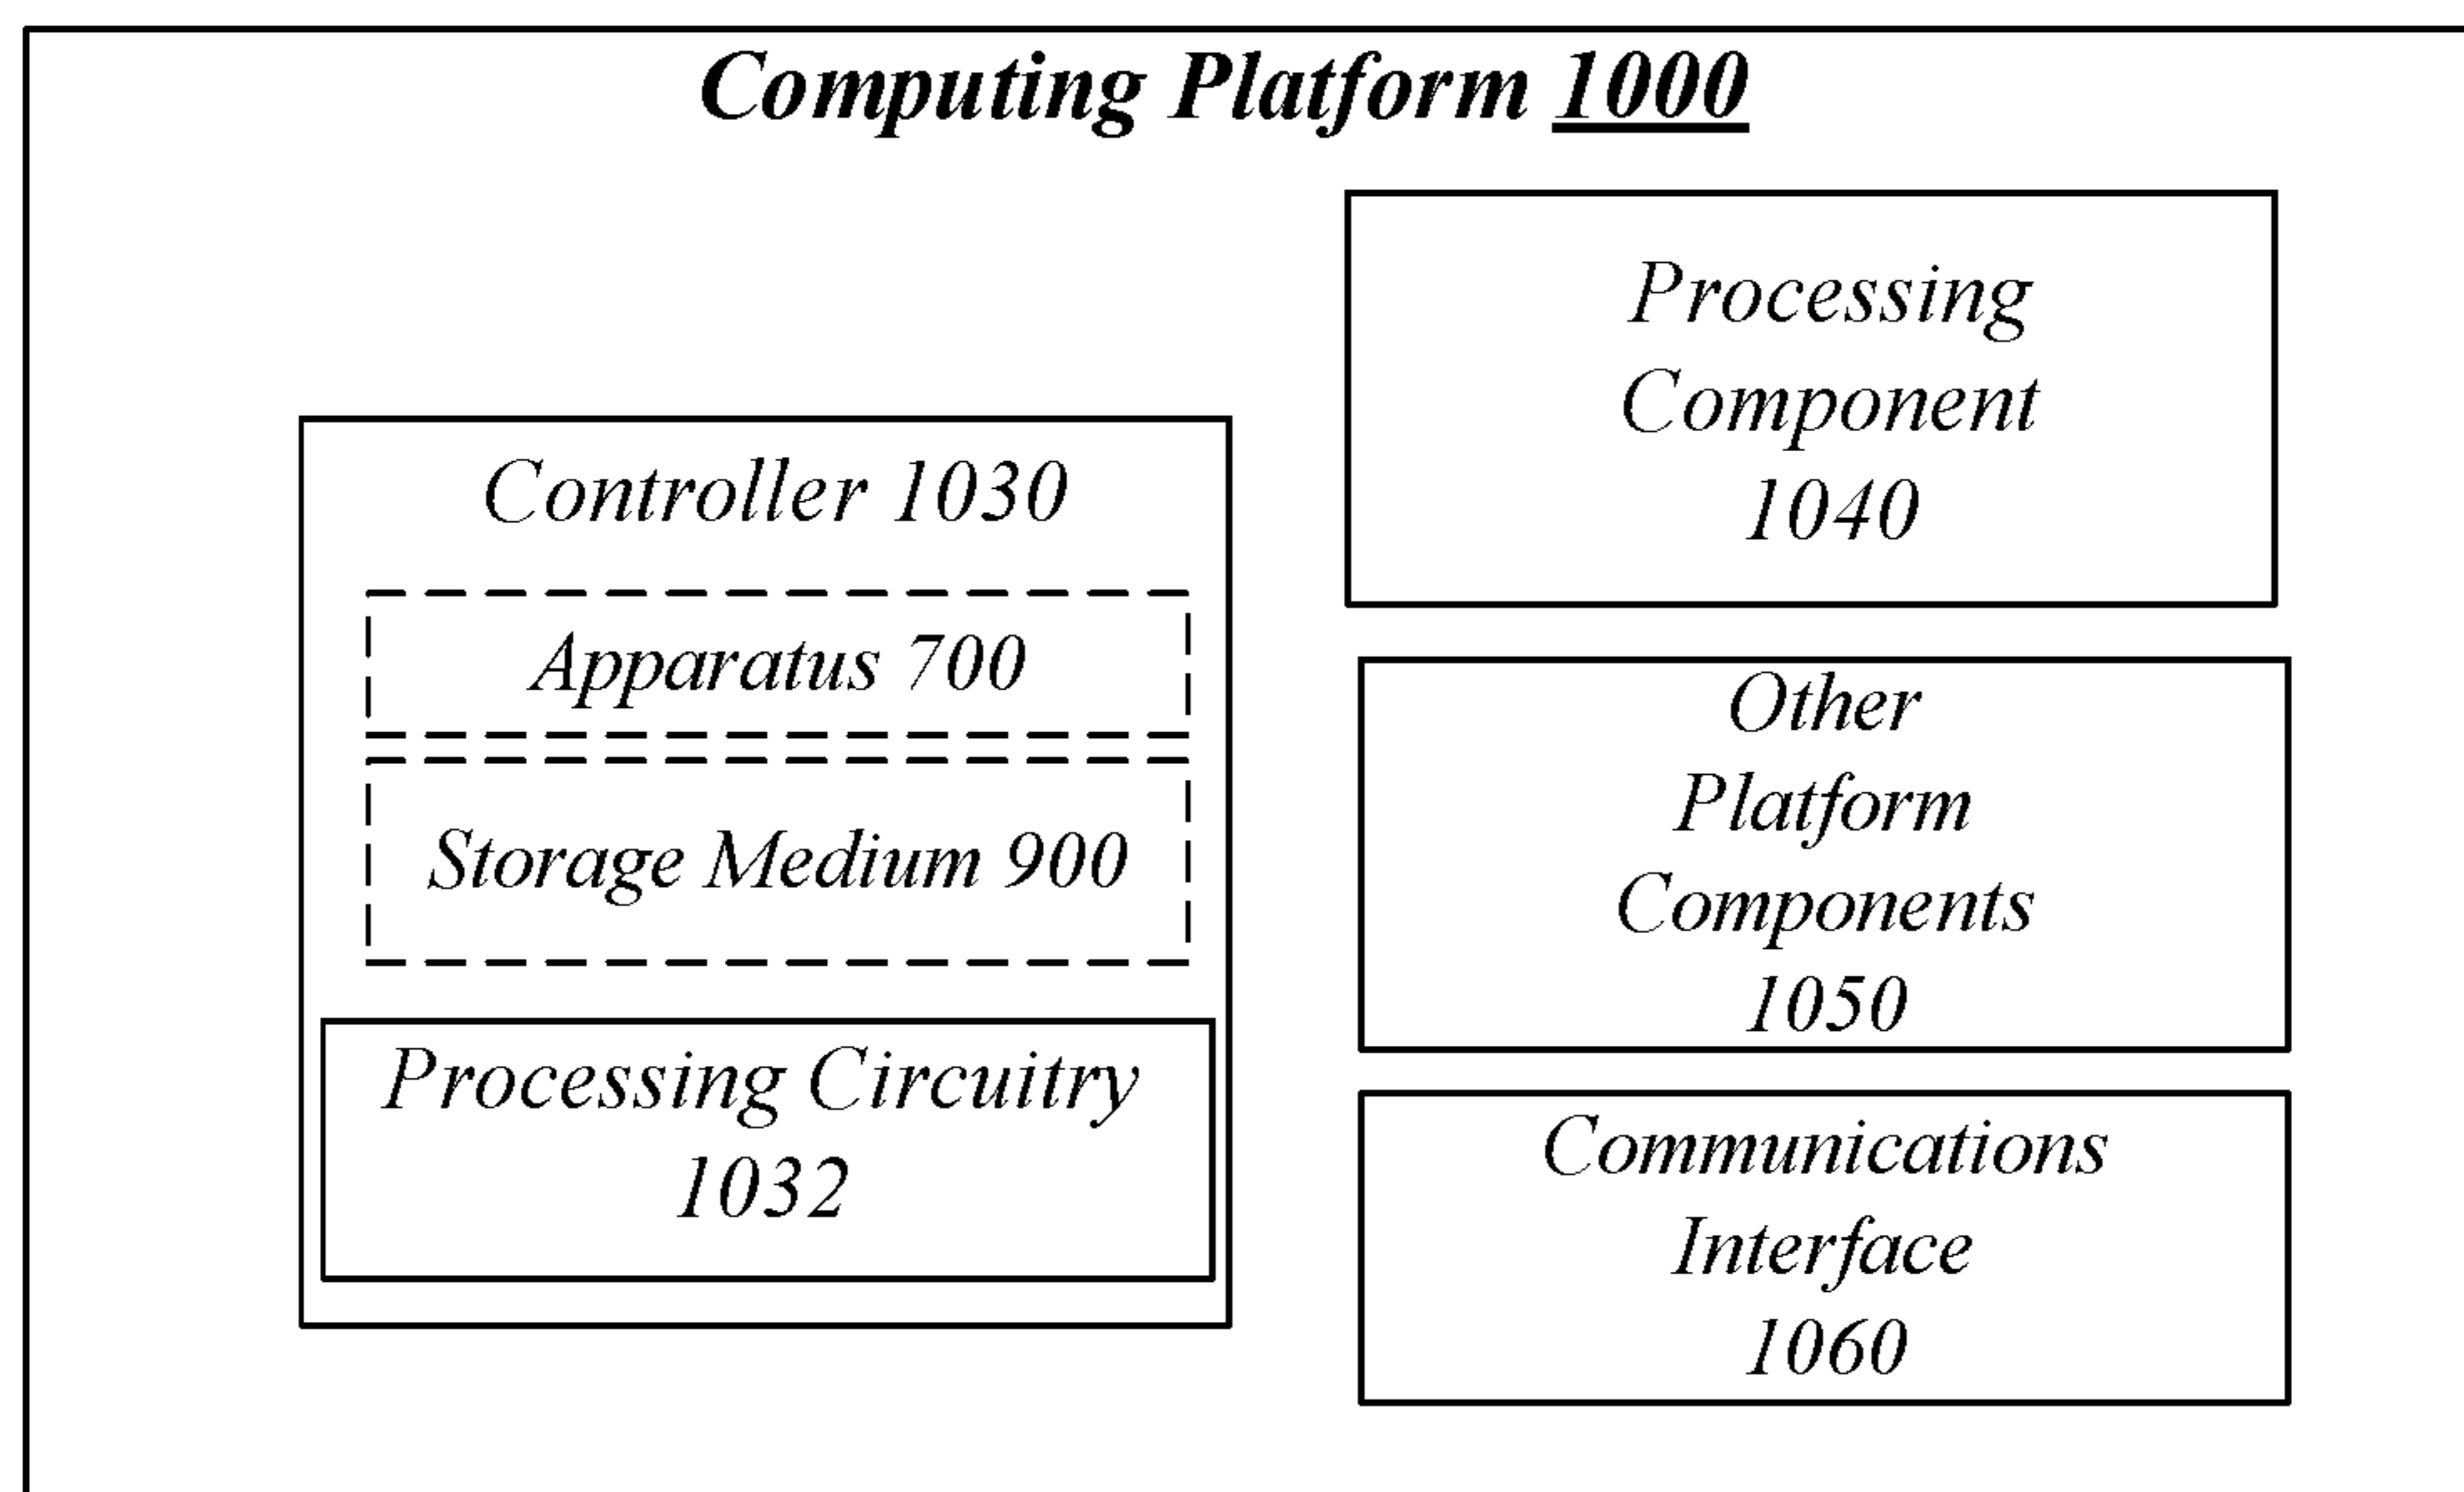 Computing Platform 1000
Controller 1030
Apparatus 700
Storage Medium 900
Processing Circuitry
1032
Processing
Component
1040
Other
Platform
Components
1050
Communications
Interface
1060